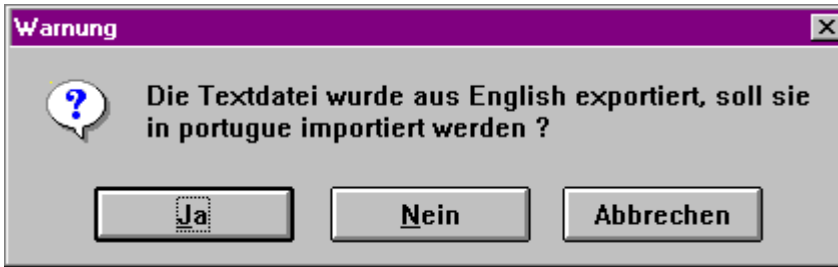 Warnung
Die Textdatei wurde aus English exportiert, soll sie
in portugue importiert werden ?
Ja
Nein
Abbrechen